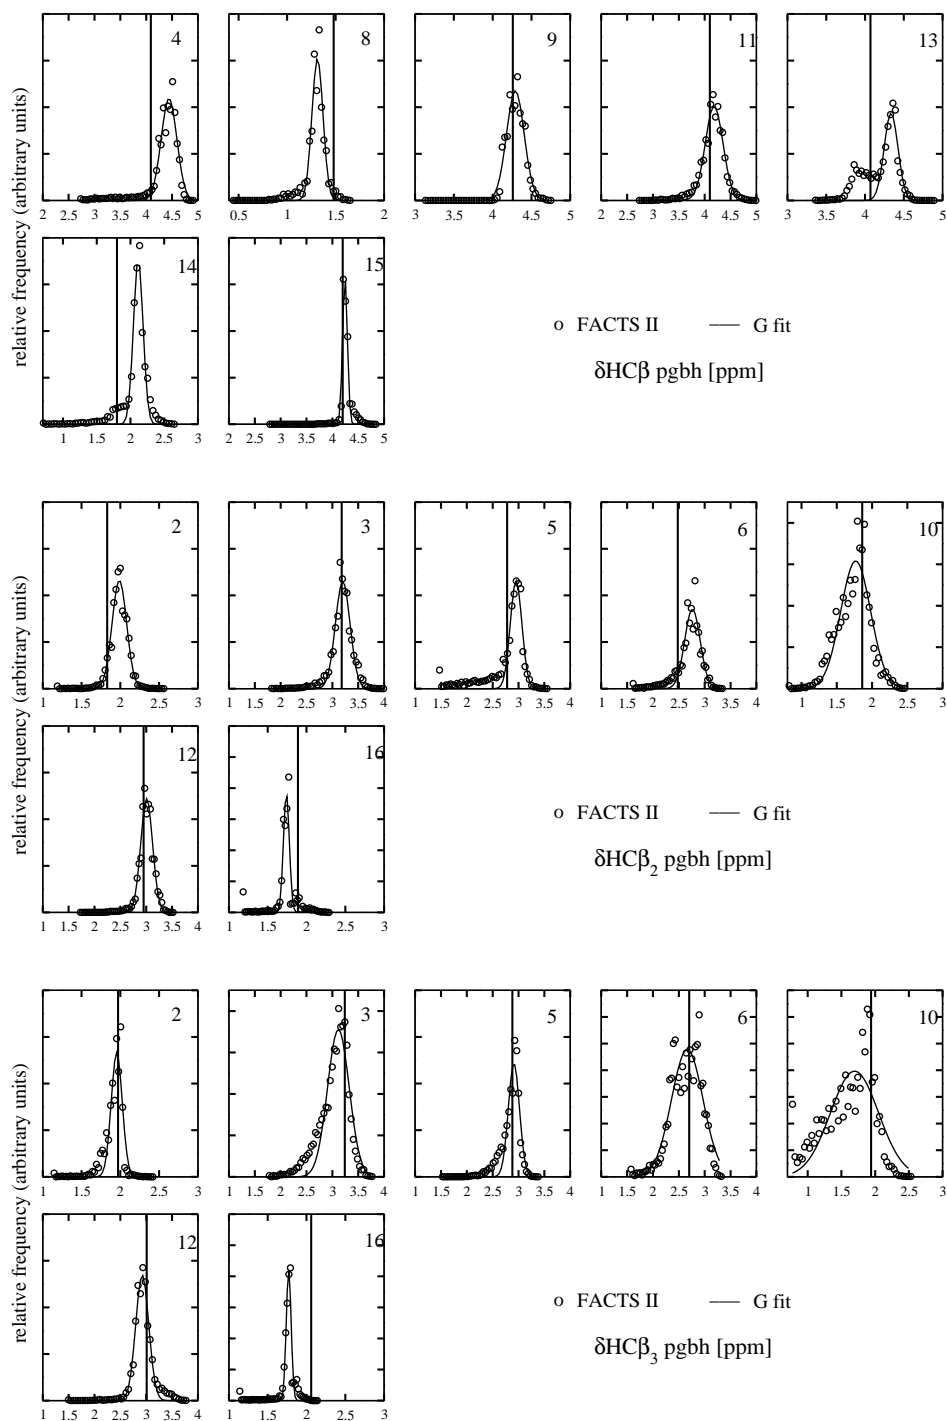 4 8 9 11 13
relative frequency (arbitrary units)
2 2.5 3 3.5 4 4.5 5 0.5 1 1.5 2 3 3.5 4 4.5 5 2 2.5 3 3.5 4 4.5 5 3 3.5 4 4.5 5
14 15
o FACTS II — G fit
δHCβ pgbh [ppm]
1 1.5 2 2.5 3 2 2.5 3 3.5 4 4.5 5
2 3 5 6 10
relative frequency (arbitrary units)
1 1.5 2 2.5 3 1 1.5 2 2.5 3 3.5 4 1 1.5 2 2.5 3 3.5 4 1 1.5 2 2.5 3 3.5 4 1 1.5 2 2.5 3
12 16
o FACTS II — G fit
δHCβ2 pgbh [ppm]
1 1.5 2 2.5 3 3.5 4 1 1.5 2 2.5 3
2 3 5 6 10
relative frequency (arbitrary units)
1 1.5 2 2.5 3 1 1.5 2 2.5 3 3.5 4 1 1.5 2 2.5 3 3.5 4 1 1.5 2 2.5 3 3.5 4 1 1.5 2 2.5 3
12 16
o FACTS II — G fit
δHCβ3 pgbh [ppm]
1 1.5 2 2.5 3 3.5 4 1 1.5 2 2.5 3